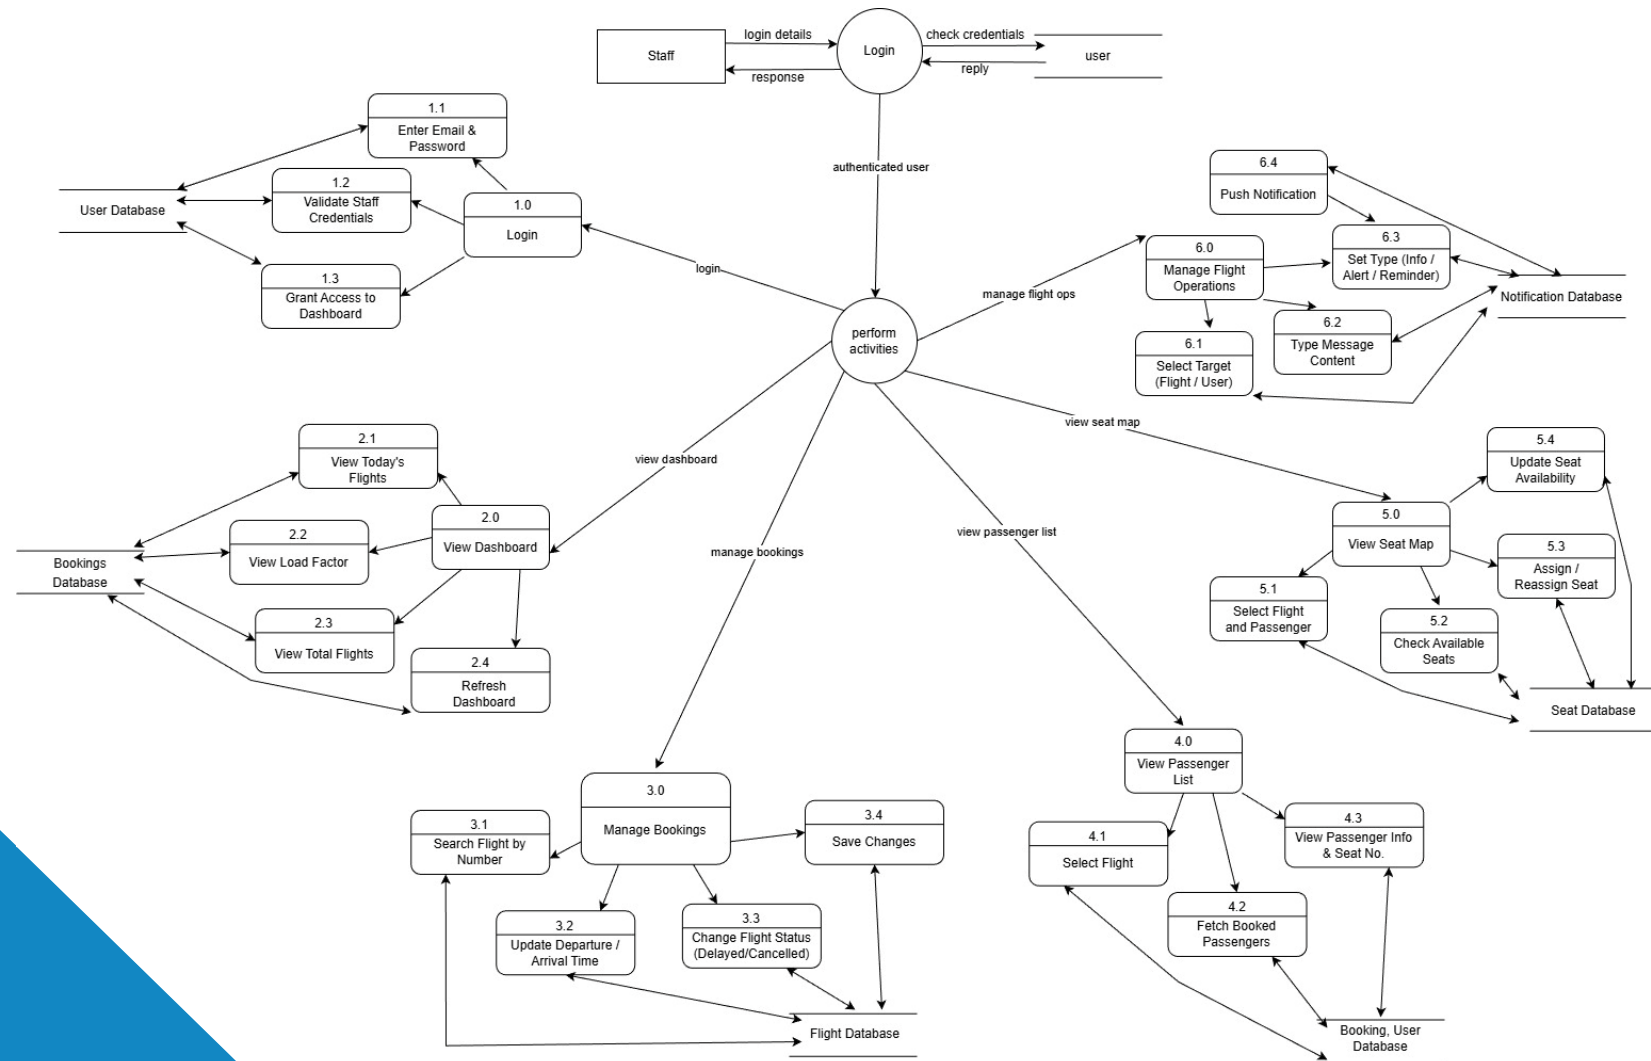 Staff
login details
response
Login
check credentials
reply
user
authenticated user
perform
activities
login
1.0
Login
1.1
Enter Email &
Password
1.2
Validate Staff
Credentials
1.3
Grant Access to
Dashboard
User Database
view dashboard
2.0
View Dashboard
2.1
View Today's
Flights
2.2
View Load Factor
2.3
View Total Flights
2.4
Refresh
Dashboard
Bookings
Database
manage bookings
3.0
Manage Bookings
3.1
Search Flight by
Number
3.2
Update Departure /
Arrival Time
3.3
Change Flight Status
(Delayed/Cancelled)
3.4
Save Changes
Flight Database
view passenger list
4.0
View Passenger
List
4.1
Select Flight
4.2
Fetch Booked
Passengers
4.3
View Passenger Info
& Seat No.
Booking, User
Database
view seat map
5.0
View Seat Map
5.1
Select Flight
and Passenger
5.2
Check Available
Seats
5.3
Assign /
Reassign Seat
5.4
Update Seat
Availability
Seat Database
manage flight ops
6.0
Manage Flight
Operations
6.1
Select Target
(Flight / User)
6.2
Type Message
Content
6.3
Set Type (Info /
Alert / Reminder)
6.4
Push Notification
Notification Database